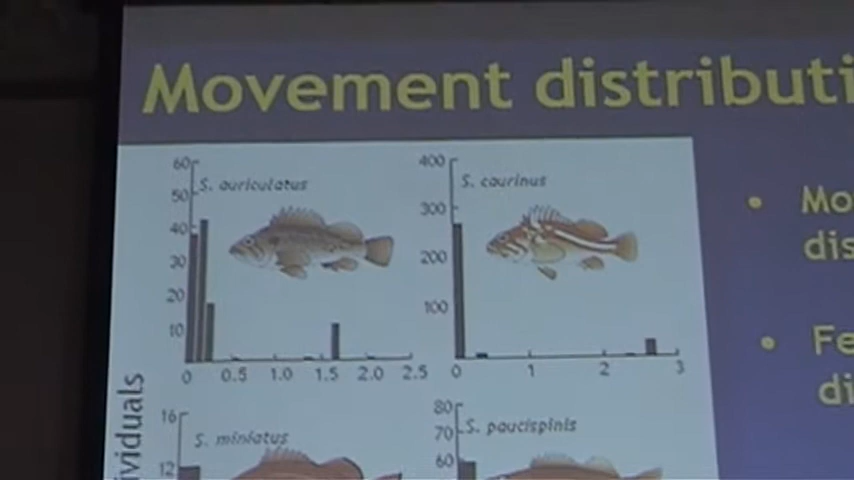 Movement distributi
60
50
40
30
20
10
S. auriculatus
0 0.5 1.0 1.5 2.0 2.5
400
300
200
100
S. caurinus
0 1 2 3
Mo
dis
Fe
di
ividuals
16
12
S. miniatus
80
70
60
S. paucispinis